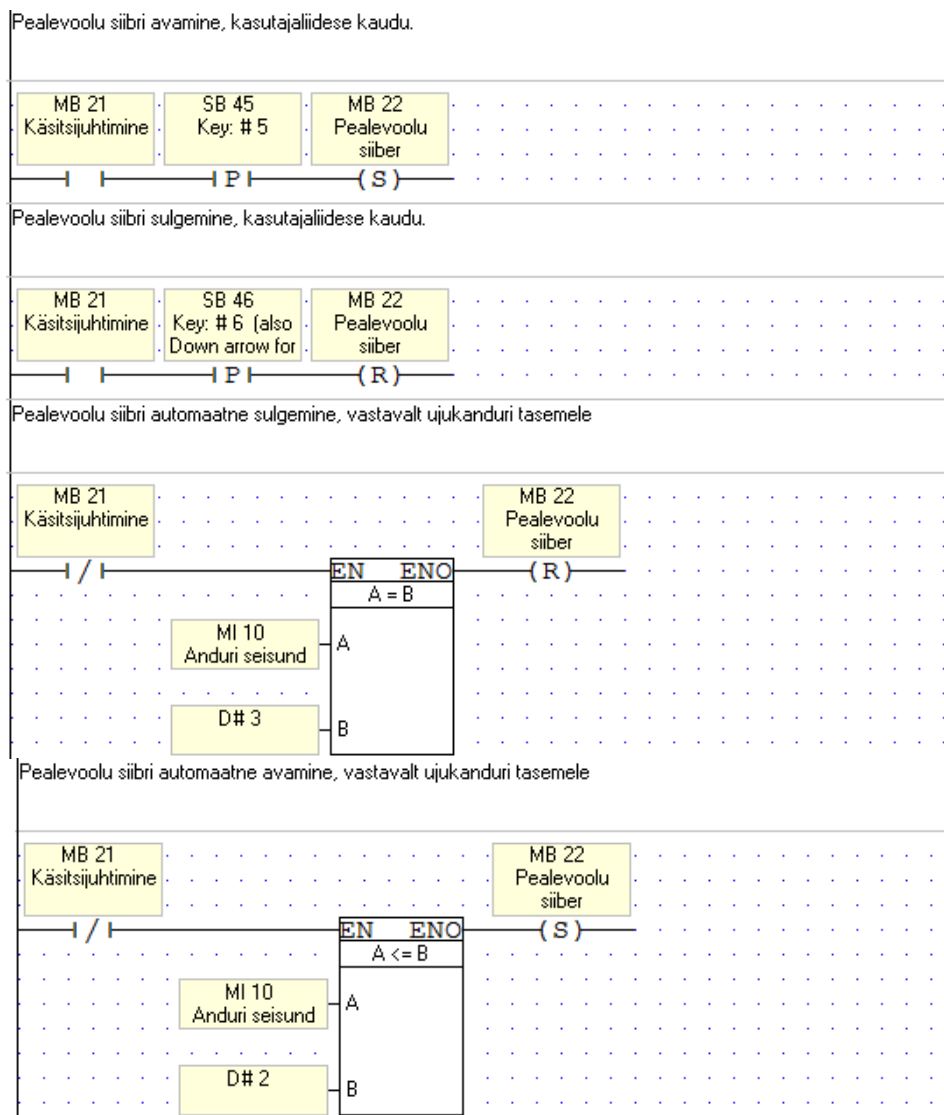 Pealevoolu siibri avamine, kasutajaliidese kaudu.
MB 21 SB 45 MB 22
Käsitsijuhtimine Key: # 5 Pealevoolu
siiber
P (S)
Pealevoolu siibri sulgemine, kasutajaliidese kaudu.
MB 21 SB 46 MB 22
Käsitsijuhtimine Key: # 6 (also Pealevoolu
Down arrow for siiber
P (R)
Pealevoolu siibri automaatne sulgemine, vastavalt ujukanduri tasemele
MB 21 MB 22
Käsitsijuhtimine Pealevoolu
siiber
/ EN ENO (R)
A = B
MI 10 A
Anduri seisund
D# 3 B
Pealevoolu siibri automaatne avamine, vastavalt ujukanduri tasemele
MB 21 MB 22
Käsitsijuhtimine Pealevoolu
siiber
/ EN ENO (S)
A <= B
MI 10 A
Anduri seisund
D# 2 B